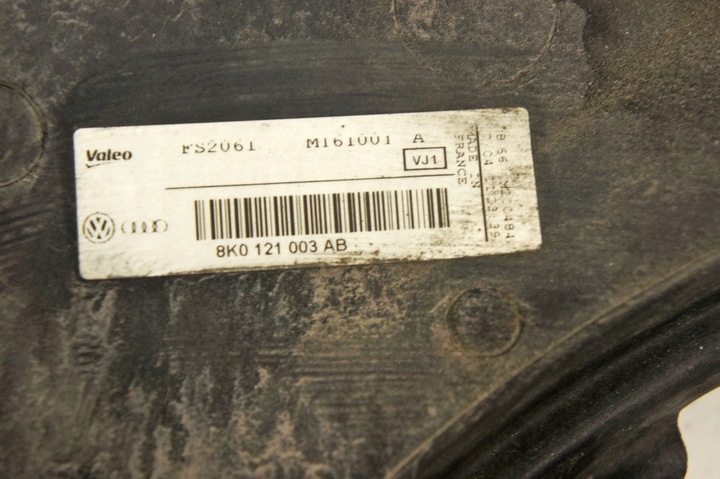 Valeo FS2061 M161001 A
VJ1
8K0 121 003 AB
MADE IN
FRANCE